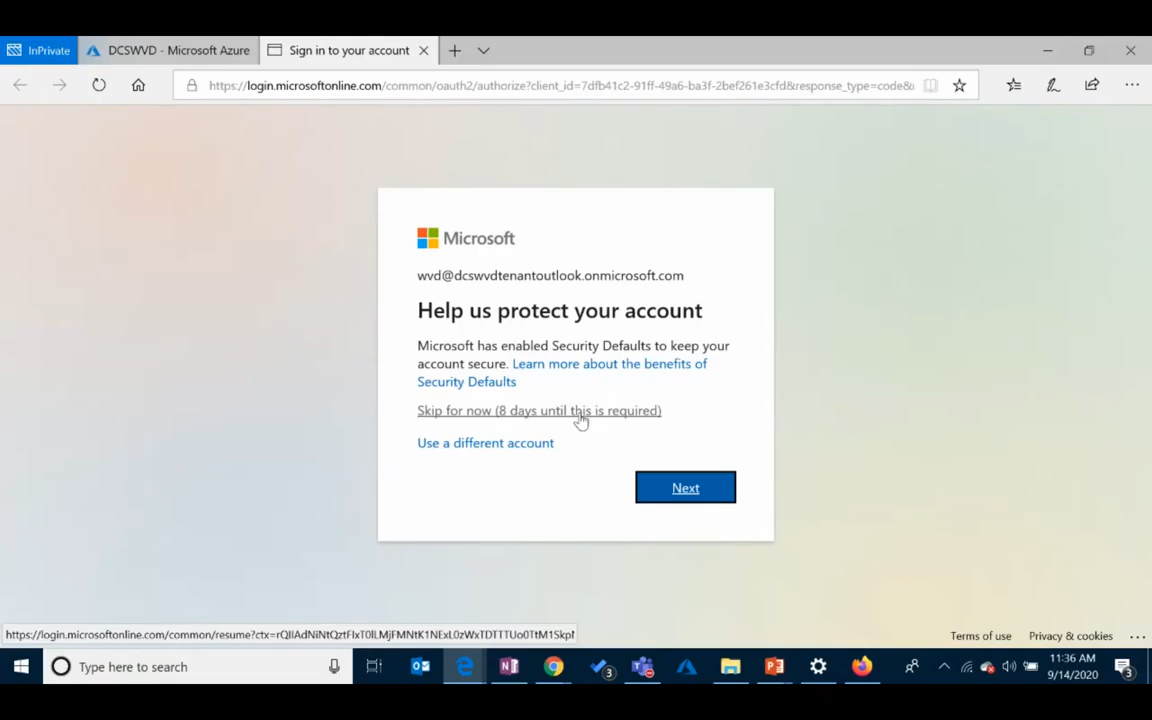 InPrivate
DCSWVD - Microsoft Azure
Sign in to your account
https://login.microsoftonline.com/common/oauth2/authorize?client_id=7dfb41c2-91ff-49a6-ba3f-2bef261e3cfd&response_type=code&
Microsoft
wvd@dcswvdtenantoutlook.onmicrosoft.com
Help us protect your account
Microsoft has enabled Security Defaults to keep your
account secure. Learn more about the benefits of
Security Defaults
Skip for now (8 days until this is required)
Use a different account
Next
Terms of use
Privacy & cookies
Type here to search
3
11:36 AM
9/14/2020
3